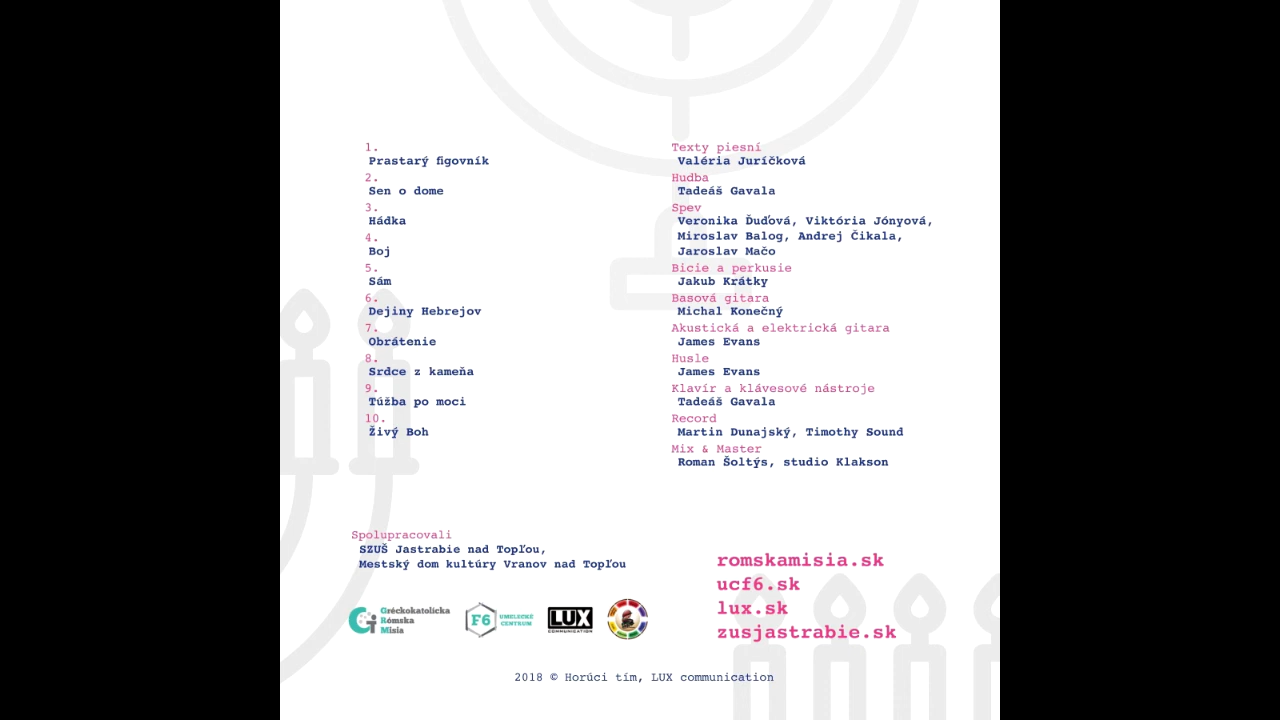 1.
Prastarý figovník
2.
Sen o dome
3.
Hádka
4.
Boj
5.
Sám
6.
Dejiny Hebrejov
7.
Obrátenie
8.
Srdce z kameňa
9.
Túžba po moci
10.
Živý Boh
Texty piesní
Valéria Juríčková
Hudba
Tadeáš Gavala
Spev
Veronika Ďuďová, Viktória Jónyová,
Miroslav Balog, Andrej Čikala,
Jaroslav Mačo
Bicie a perkusie
Jakub Krátky
Basová gitara
Michal Konečný
Akustická a elektrická gitara
James Evans
Husle
James Evans
Klavír a klávesové nástroje
Tadeáš Gavala
Record
Martin Dunajský, Timothy Sound
Mix & Master
Roman Šoltýs, studio Klakson
Spolupracovali
SZUŠ Jastrabie nad Topľou,
Mestský dom kultúry Vranov nad Topľou
Gréckokatolícka
Rómska
Misia
F6 UMELECKÉ
CENTRUM
LUX
COMMUNICATION
romskamisia.sk
ucf6.sk
lux.sk
zusjastrabie.sk
2018 © Horúci tím, LUX communication